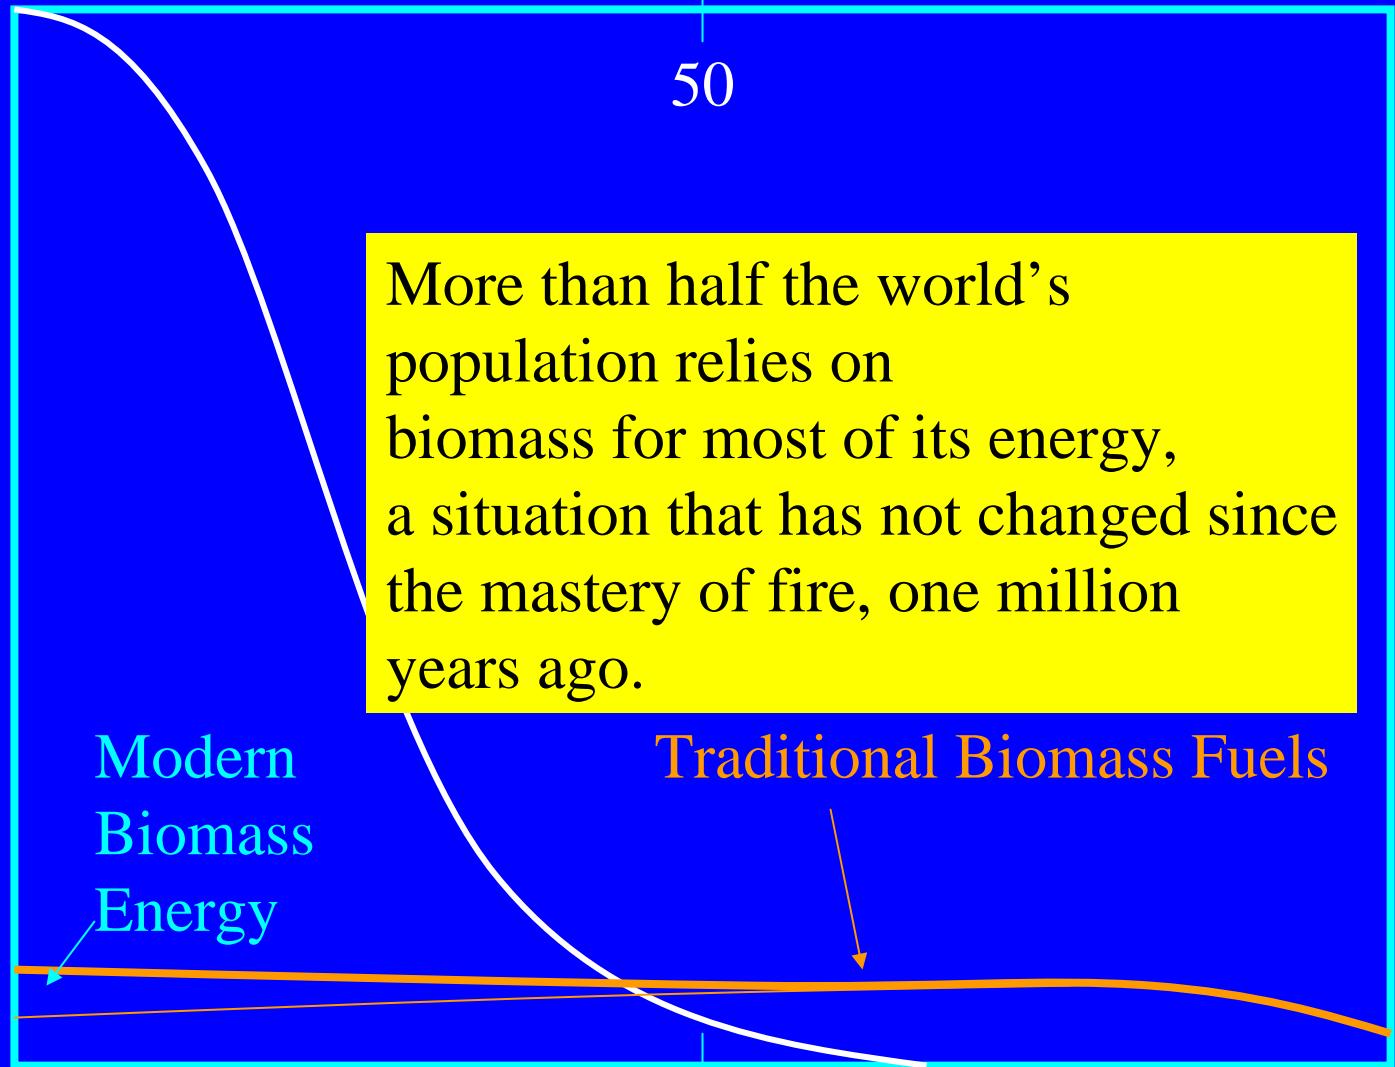 50
More than half the world’s
population relies on
biomass for most of its energy,
a situation that has not changed since
the mastery of fire, one million
years ago.
Modern
Biomass
Energy
Traditional Biomass Fuels